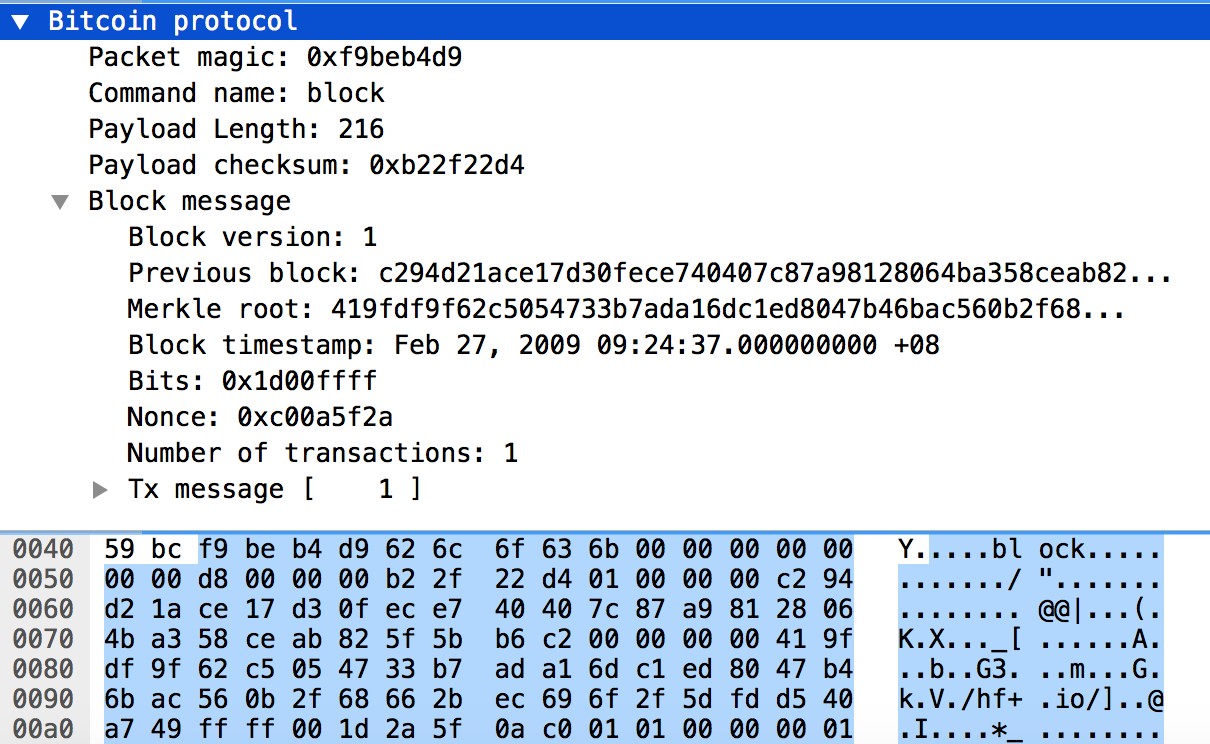 ▼ Bitcoin protocol
Packet magic: 0xf9beb4d9
Command name: block
Payload Length: 216
Payload checksum: 0xb22f22d4
▼ Block message
Block version: 1
Previous block: c294d21ace17d30fece740407c87a98128064ba358ceab82...
Merkle root: 419fdf9f62c5054733b7ada16dc1ed8047b46bac560b2f68...
Block timestamp: Feb 27, 2009 09:24:37.000000000 +08
Bits: 0x1d00ffff
Nonce: 0xc00a5f2a
Number of transactions: 1
▶ Tx message [    1 ]
0040 59 bc f9 be b4 d9 62 6c 6f 63 6b 00 00 00 00 00 Y.....bl ock.....
0050 00 00 d8 00 00 00 b2 2f 22 d4 01 00 00 00 c2 94 ......./ ".......
0060 d2 1a ce 17 d3 0f ec e7 40 40 7c 87 a9 81 28 06 ........ @@|...(.
0070 4b a3 58 ce ab 82 5f 5b b6 c2 00 00 00 00 41 9f K.X..._[ ......A.
0080 df 9f 62 c5 05 47 33 b7 ad a1 6d c1 ed 80 47 b4 ..b..G3. ..m...G.
0090 6b ac 56 0b 2f 68 66 2b ec 69 6f 2f 5d fd d5 40 k.V./hf+ .io/]..@
00a0 a7 49 ff ff 00 1d 2a 5f 0a c0 01 01 00 00 00 01 .I....*_ ........